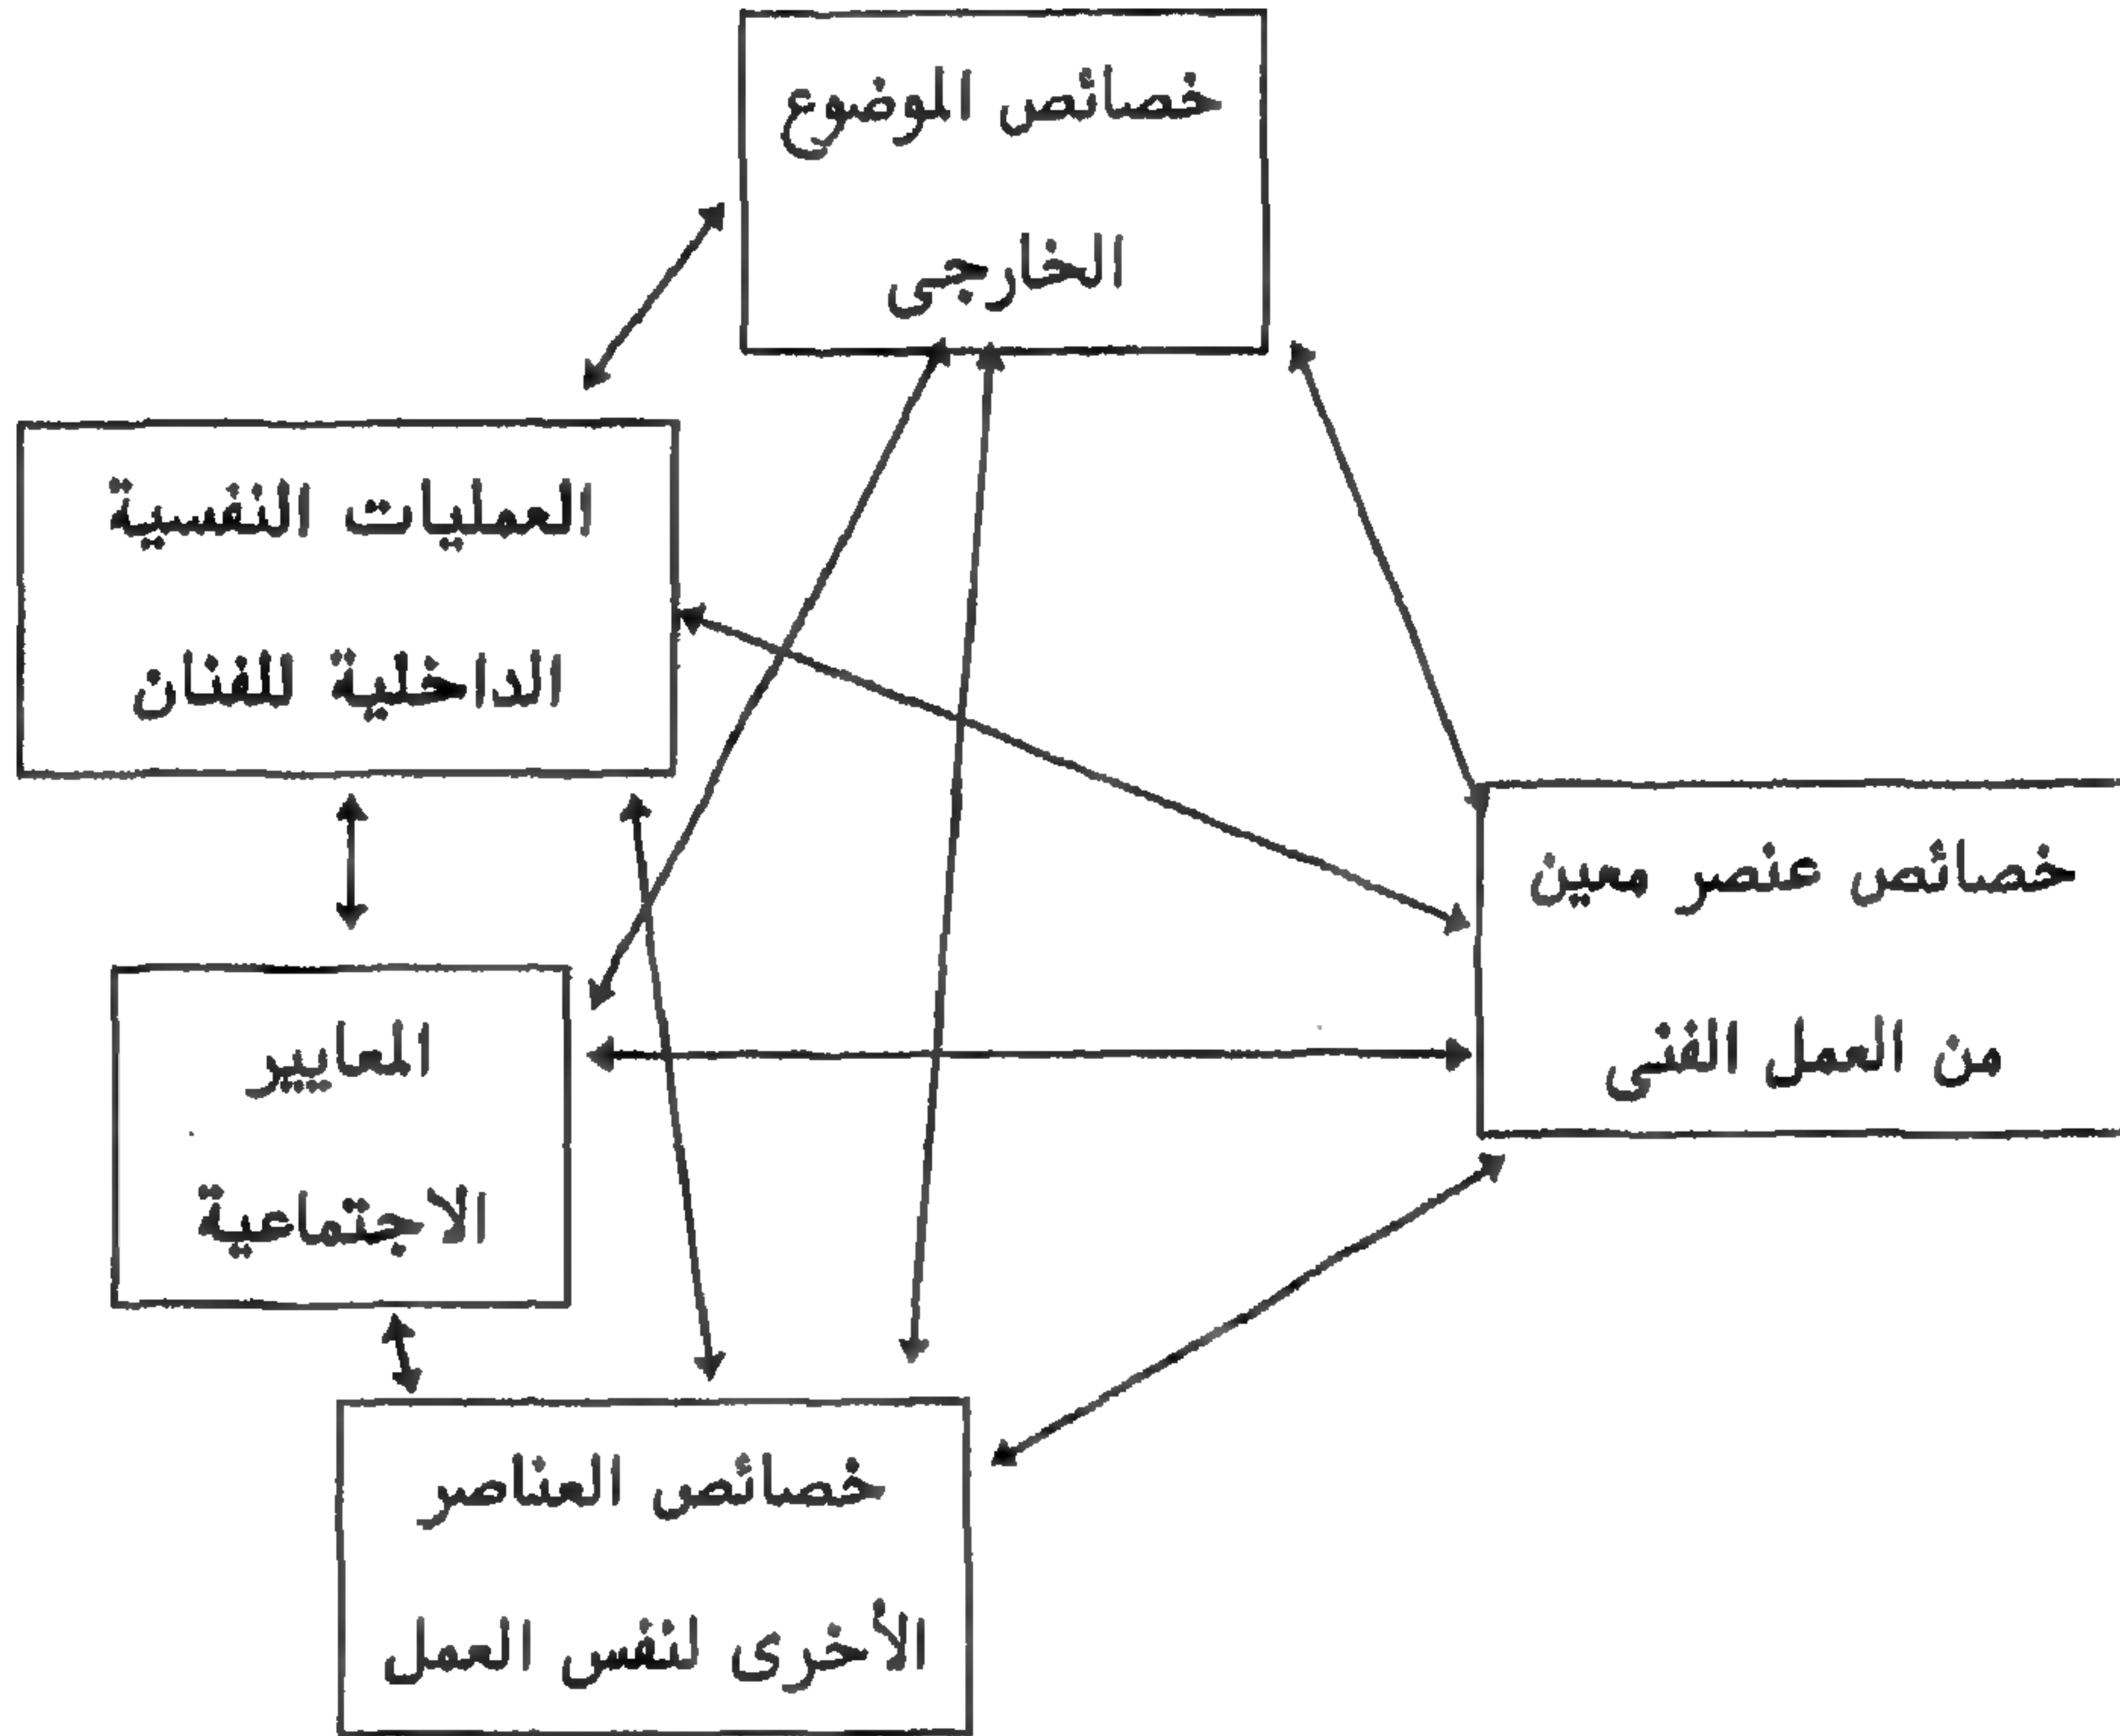 خصائص الموضوع
الخارجى
العمليات النفسية
الداخلية للفنان
خصائص عنصر معين
من العمل الفنى
المعايير
الاجتماعية
خصائص العناصر
الأخرى لنفس العمل